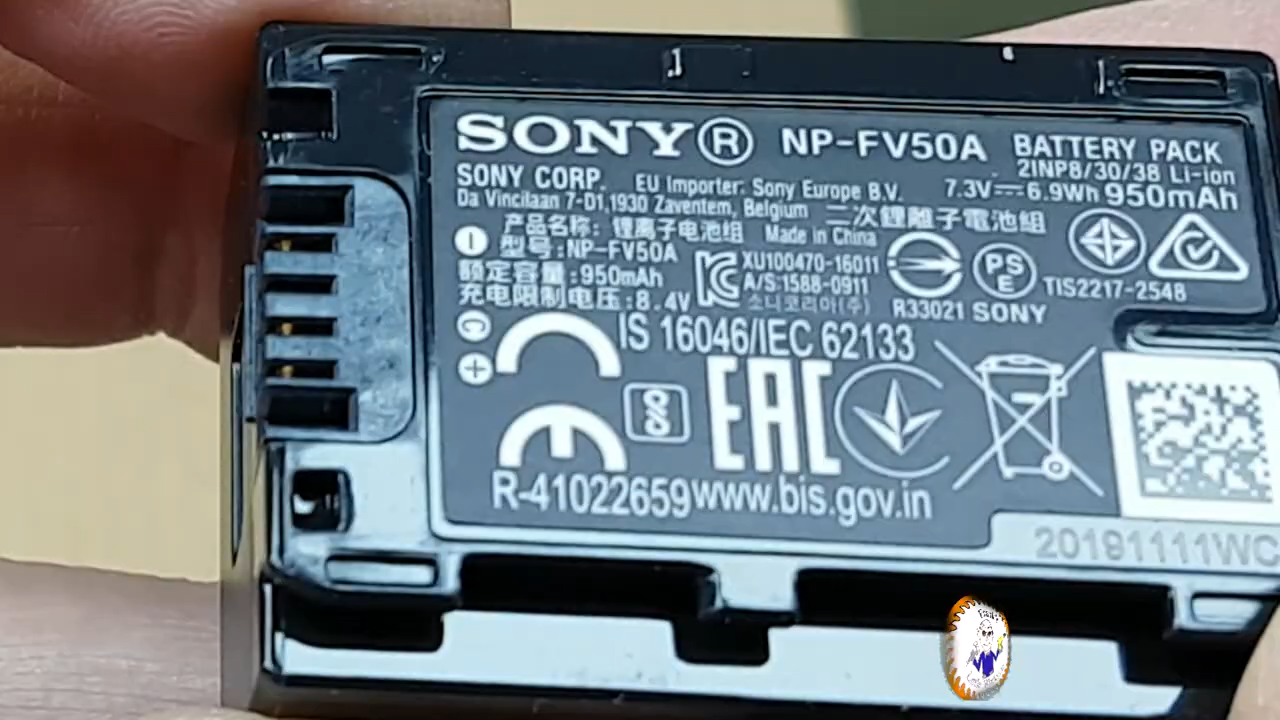 SONY® NP-FV50A BATTERY PACK
2INP8/30/38 Li-ion
SONY CORP. EU Importer: Sony Europe B.V. 7.3V⎓6.9Wh 950mAh
Da Vincilaan 7-D1,1930 Zaventem, Belgium 二次鋰離子電池組
产品名称: 锂离子电池组 Made in China
型号:NP-FV50A
额定容量:950mAh
充电限制电压:8.4V
XU100470-16011
A/S:1588-0911
소니코리아(주)
R33021
PS
E
SONY
TIS2217-2548
C
IS 16046/IEC 62133
CE
EAC
R-41022659
www.bis.gov.in
20191111WC